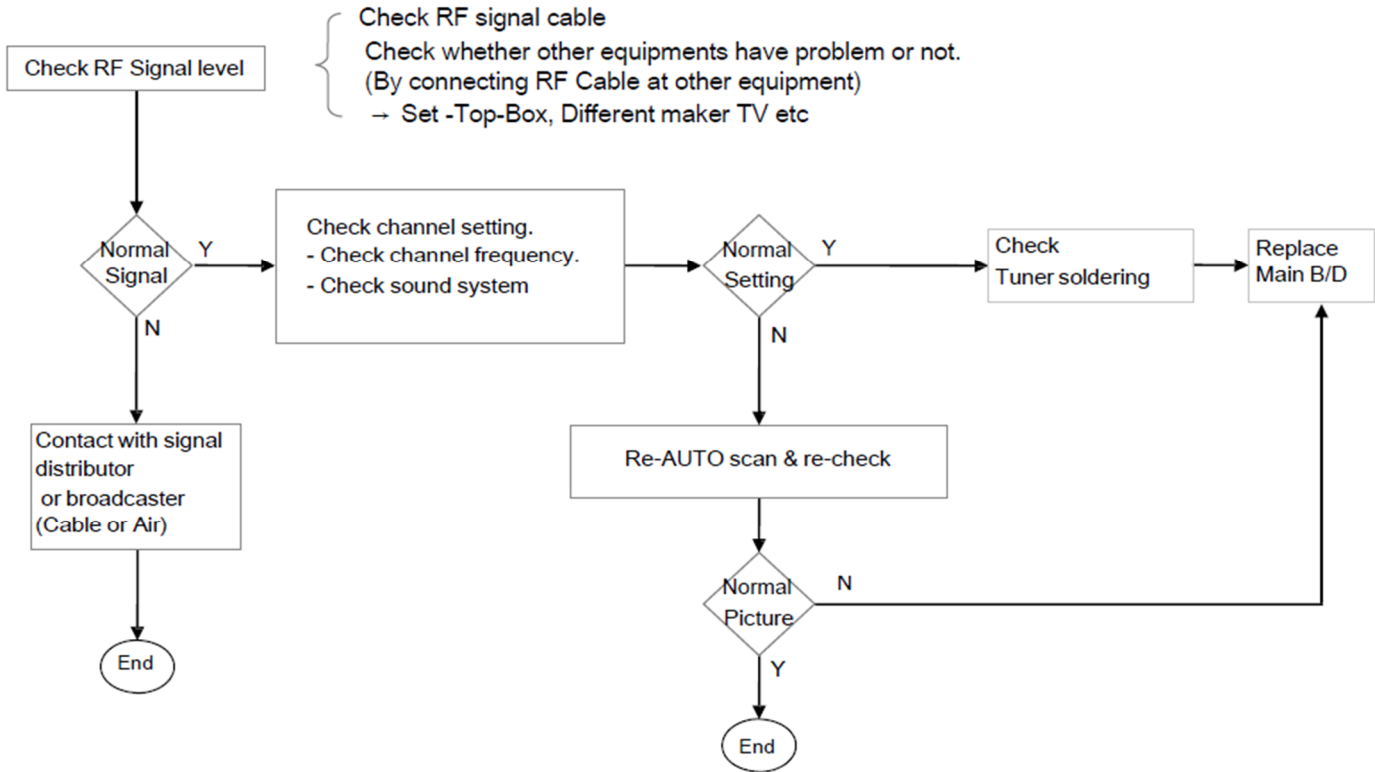 Check RF Signal level
Check RF signal cable
Check whether other equipments have problem or not.
(By connecting RF Cable at other equipment)
→ Set -Top-Box, Different maker TV etc
Normal
Signal
Y
N
Check channel setting.
- Check channel frequency.
- Check sound system
Normal
Setting
Y
N
Check
Tuner soldering
Replace
Main B/D
Contact with signal
distributor
or broadcaster
(Cable or Air)
End
Re-AUTO scan & re-check
Normal
Picture
N
Y
End